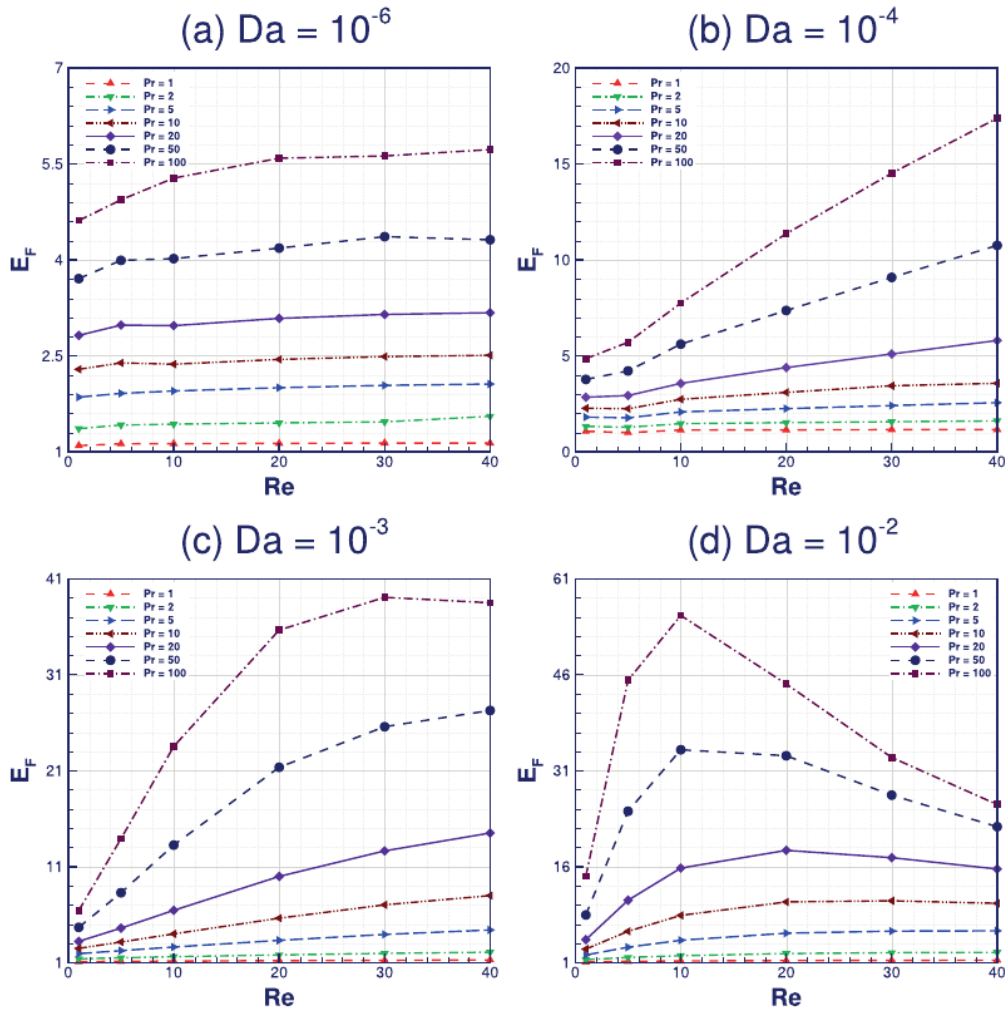 (a) Da = 10⁻⁶
7
5.5
4
2.5
1
E_F
Pr = 1
Pr = 2
Pr = 5
Pr = 10
Pr = 20
Pr = 50
Pr = 100
0 10 20 30 40
Re
(b) Da = 10⁻⁴
20
15
10
5
0
E_F
Pr = 1
Pr = 2
Pr = 5
Pr = 10
Pr = 20
Pr = 50
Pr = 100
0 10 20 30 40
Re
(c) Da = 10⁻³
41
31
21
11
1
E_F
Pr = 1
Pr = 2
Pr = 5
Pr = 10
Pr = 20
Pr = 50
Pr = 100
0 10 20 30 40
Re
(d) Da = 10⁻²
61
46
31
16
1
E_F
Pr = 1
Pr = 2
Pr = 5
Pr = 10
Pr = 20
Pr = 50
Pr = 100
0 10 20 30 40
Re